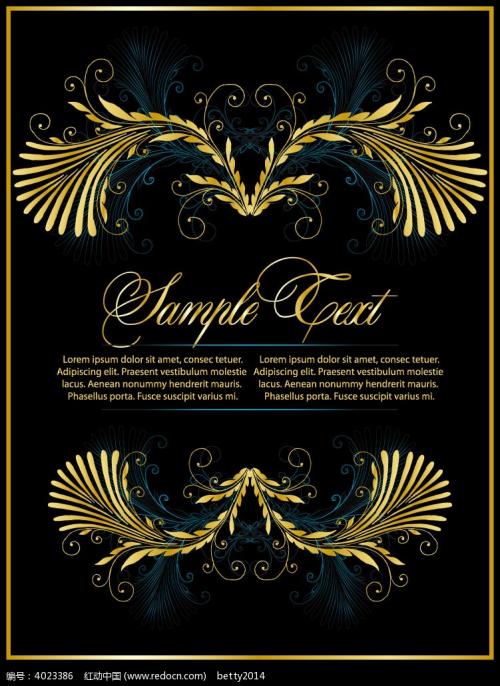 Sample Text
Lorem ipsum dolor sit amet, consec tetuer.
Adipiscing elit. Praesent vestibulum molestie
lacus. Aenean nonummy hendrerit mauris.
Phasellus porta. Fusce suscipit varius mi.
Lorem ipsum dolor sit amet, consec tetuer.
Adipiscing elit. Praesent vestibulum molestie
lacus. Aenean nonummy hendrerit mauris.
Phasellus porta. Fusce suscipit varius mi.
编号：4023386 红动中国 (www.redocn.com) betty2014